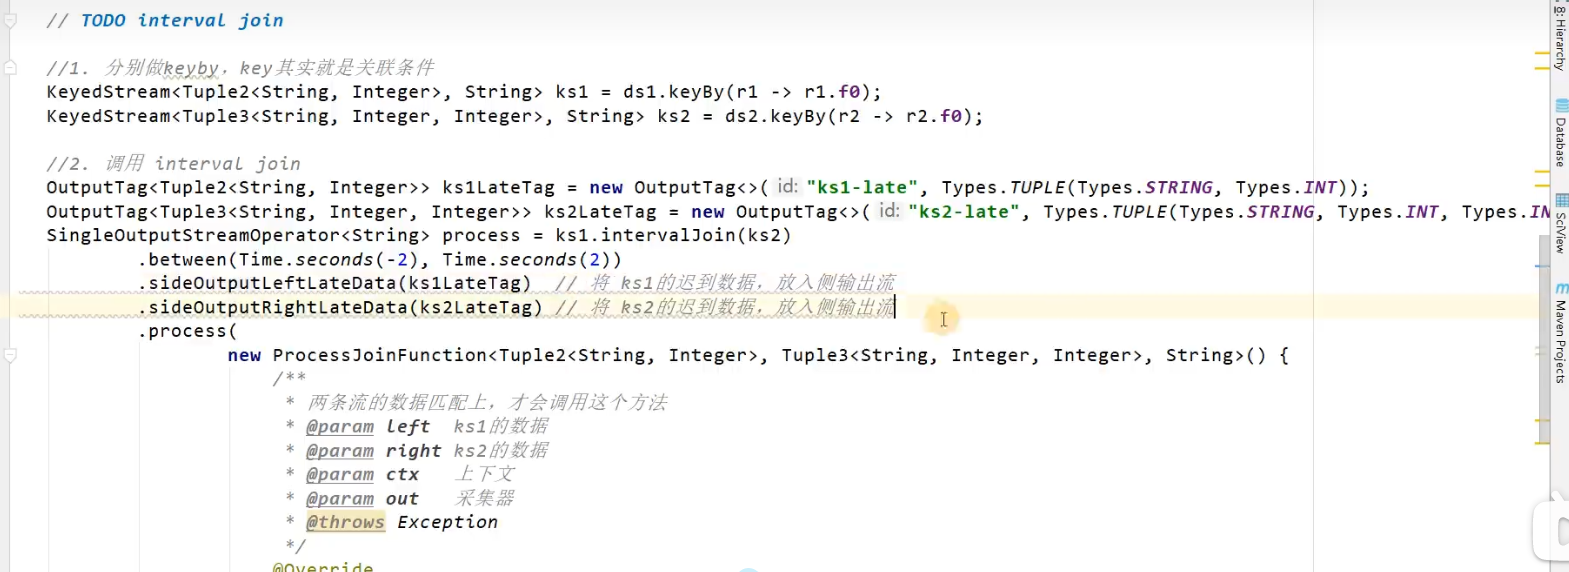 // TODO interval join
//1. 分别做keyby，key其实就是关联条件
KeyedStream<Tuple2<String, Integer>, String> ks1 = ds1.keyBy(r1 -> r1.f0);
KeyedStream<Tuple3<String, Integer, Integer>, String> ks2 = ds2.keyBy(r2 -> r2.f0);
//2. 调用 interval join
OutputTag<Tuple2<String, Integer>> ks1LateTag = new OutputTag<>( id: "ks1-late", Types.TUPLE(Types.STRING, Types.INT));
OutputTag<Tuple3<String, Integer, Integer>> ks2LateTag = new OutputTag<>( id: "ks2-late", Types.TUPLE(Types.STRING, Types.INT, Types.IN
SingleOutputStreamOperator<String> process = ks1.intervalJoin(ks2)
.between(Time.seconds(-2), Time.seconds(2))
.sideOutputLeftLateData(ks1LateTag) // 将 ks1的迟到数据，放入侧输出流
.sideOutputRightLateData(ks2LateTag) // 将 ks2的迟到数据，放入侧输出流
.process(
new ProcessJoinFunction<Tuple2<String, Integer>, Tuple3<String, Integer, Integer>, String>() {
/**
* 两条流的数据匹配上，才会调用这个方法
* @param left ks1的数据
* @param right ks2的数据
* @param ctx 上下文
* @param out 采集器
* @throws Exception
*/
@Override
8: Hierarchy
Database
SciView
Maven Projects